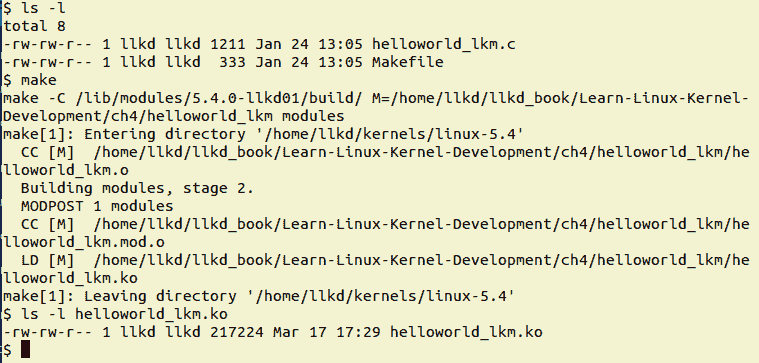 $ ls -l
total 8
-rw-rw-r-- 1 llkd llkd 1211 Jan 24 13:05 helloworld_lkm.c
-rw-rw-r-- 1 llkd llkd  333 Jan 24 13:05 Makefile
$ make
make -C /lib/modules/5.4.0-llkd01/build/ M=/home/llkd/llkd_book/Learn-Linux-Kernel-
Development/ch4/helloworld_lkm modules
make[1]: Entering directory '/home/llkd/kernels/linux-5.4'
  CC [M]  /home/llkd/llkd_book/Learn-Linux-Kernel-Development/ch4/helloworld_lkm/he
lloworld_lkm.o
  Building modules, stage 2.
  MODPOST 1 modules
  CC [M]  /home/llkd/llkd_book/Learn-Linux-Kernel-Development/ch4/helloworld_lkm/he
lloworld_lkm.mod.o
  LD [M]  /home/llkd/llkd_book/Learn-Linux-Kernel-Development/ch4/helloworld_lkm/he
lloworld_lkm.ko
make[1]: Leaving directory '/home/llkd/kernels/linux-5.4'
$ ls -l helloworld_lkm.ko
-rw-rw-r-- 1 llkd llkd 217224 Mar 17 17:29 helloworld_lkm.ko
$